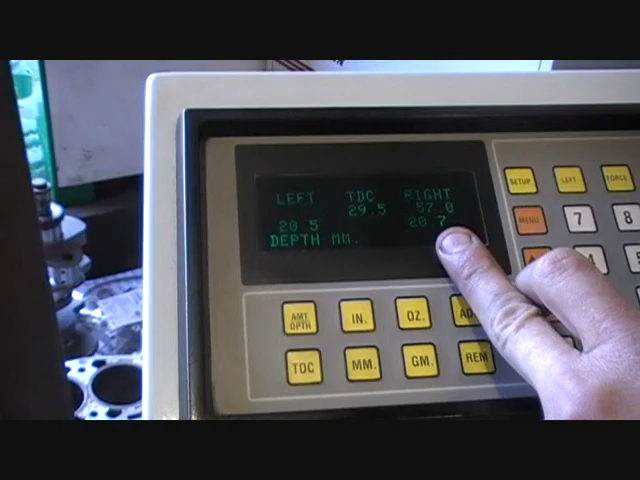 LEFT TDC RIGHT
29.5 57.0
20 5 20 7
DEPTH MM.
SETUP LEFT FORCE
MENU 7 8
AMT. DPTH IN. OZ. AD
TDC MM. GM. REM